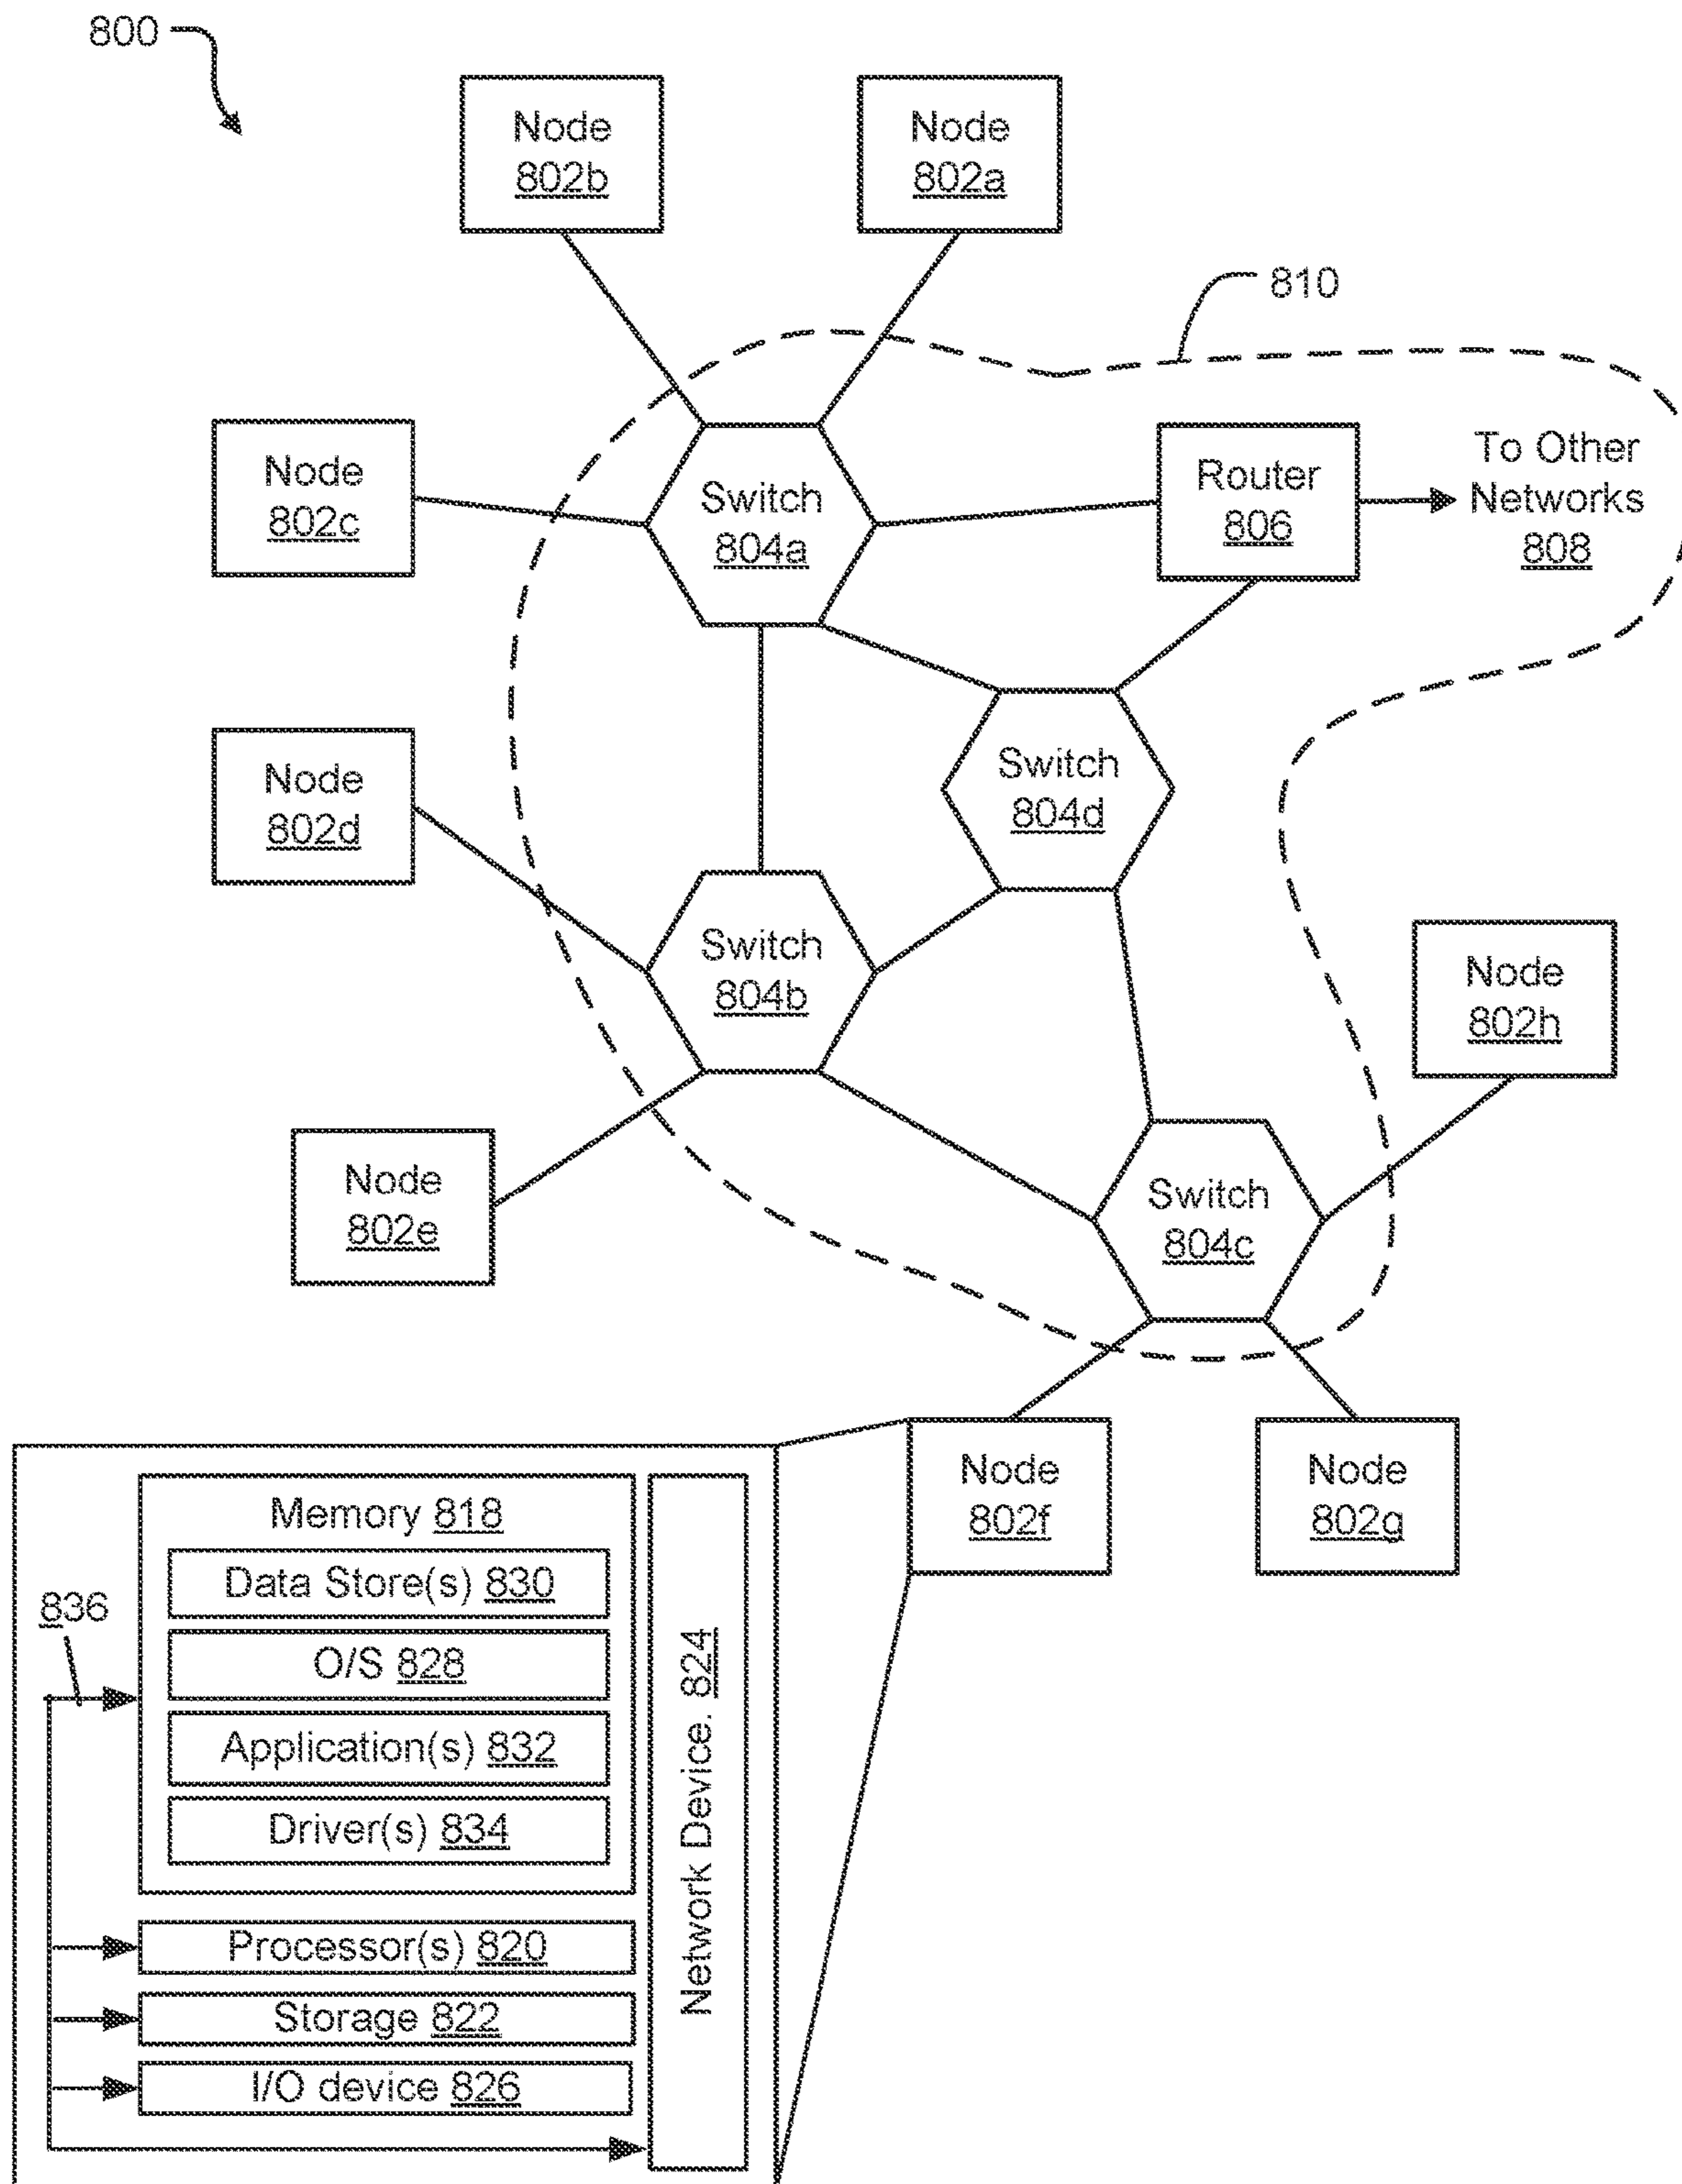 800
Node
802b
Node
802a
810
Node
802c
Switch
804a
Router
806
To Other
Networks
808
Node
802d
Switch
804d
Switch
804b
Node
802h
Node
802e
Switch
804c
Node
802f
Node
802g
Memory 818
Data Store(s) 830
836
O/S 828
Application(s) 832
Driver(s) 834
Network Device. 824
Processor(s) 820
Storage 822
I/O device 826